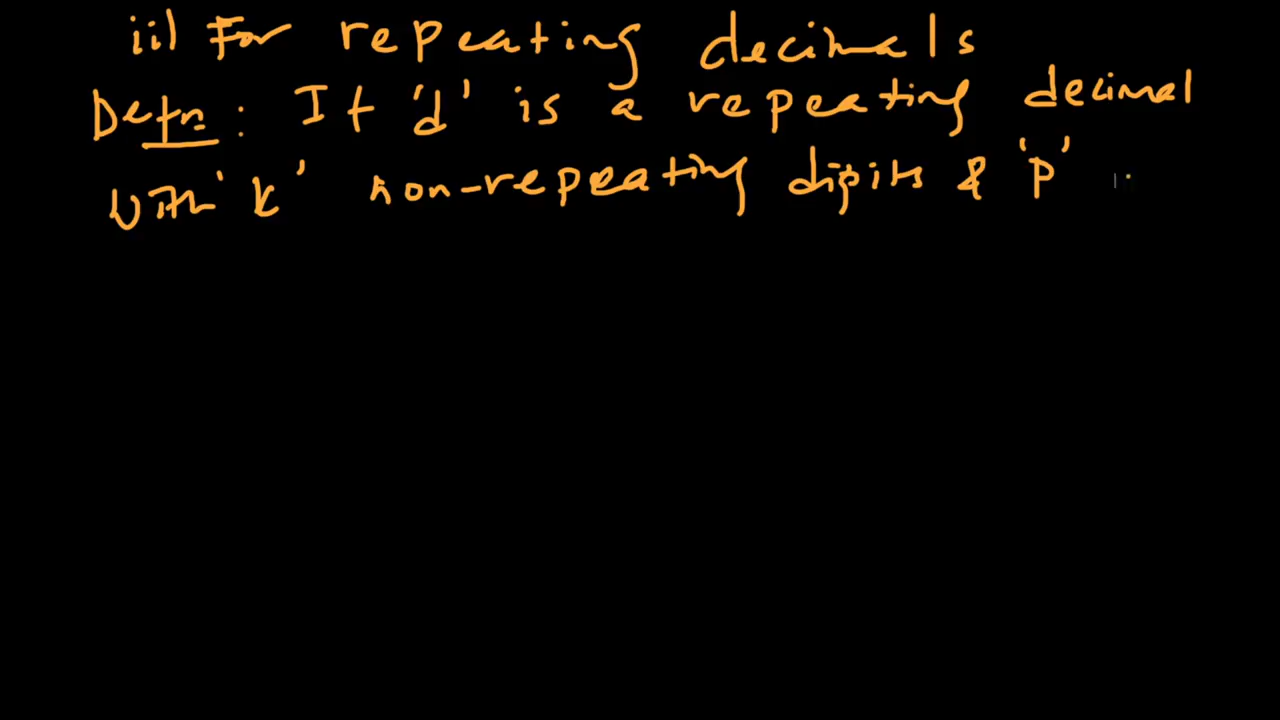 ii) For repeating decimals
Defn: If 'd' is a repeating decimal
with 'k' non-repeating digits & 'p'